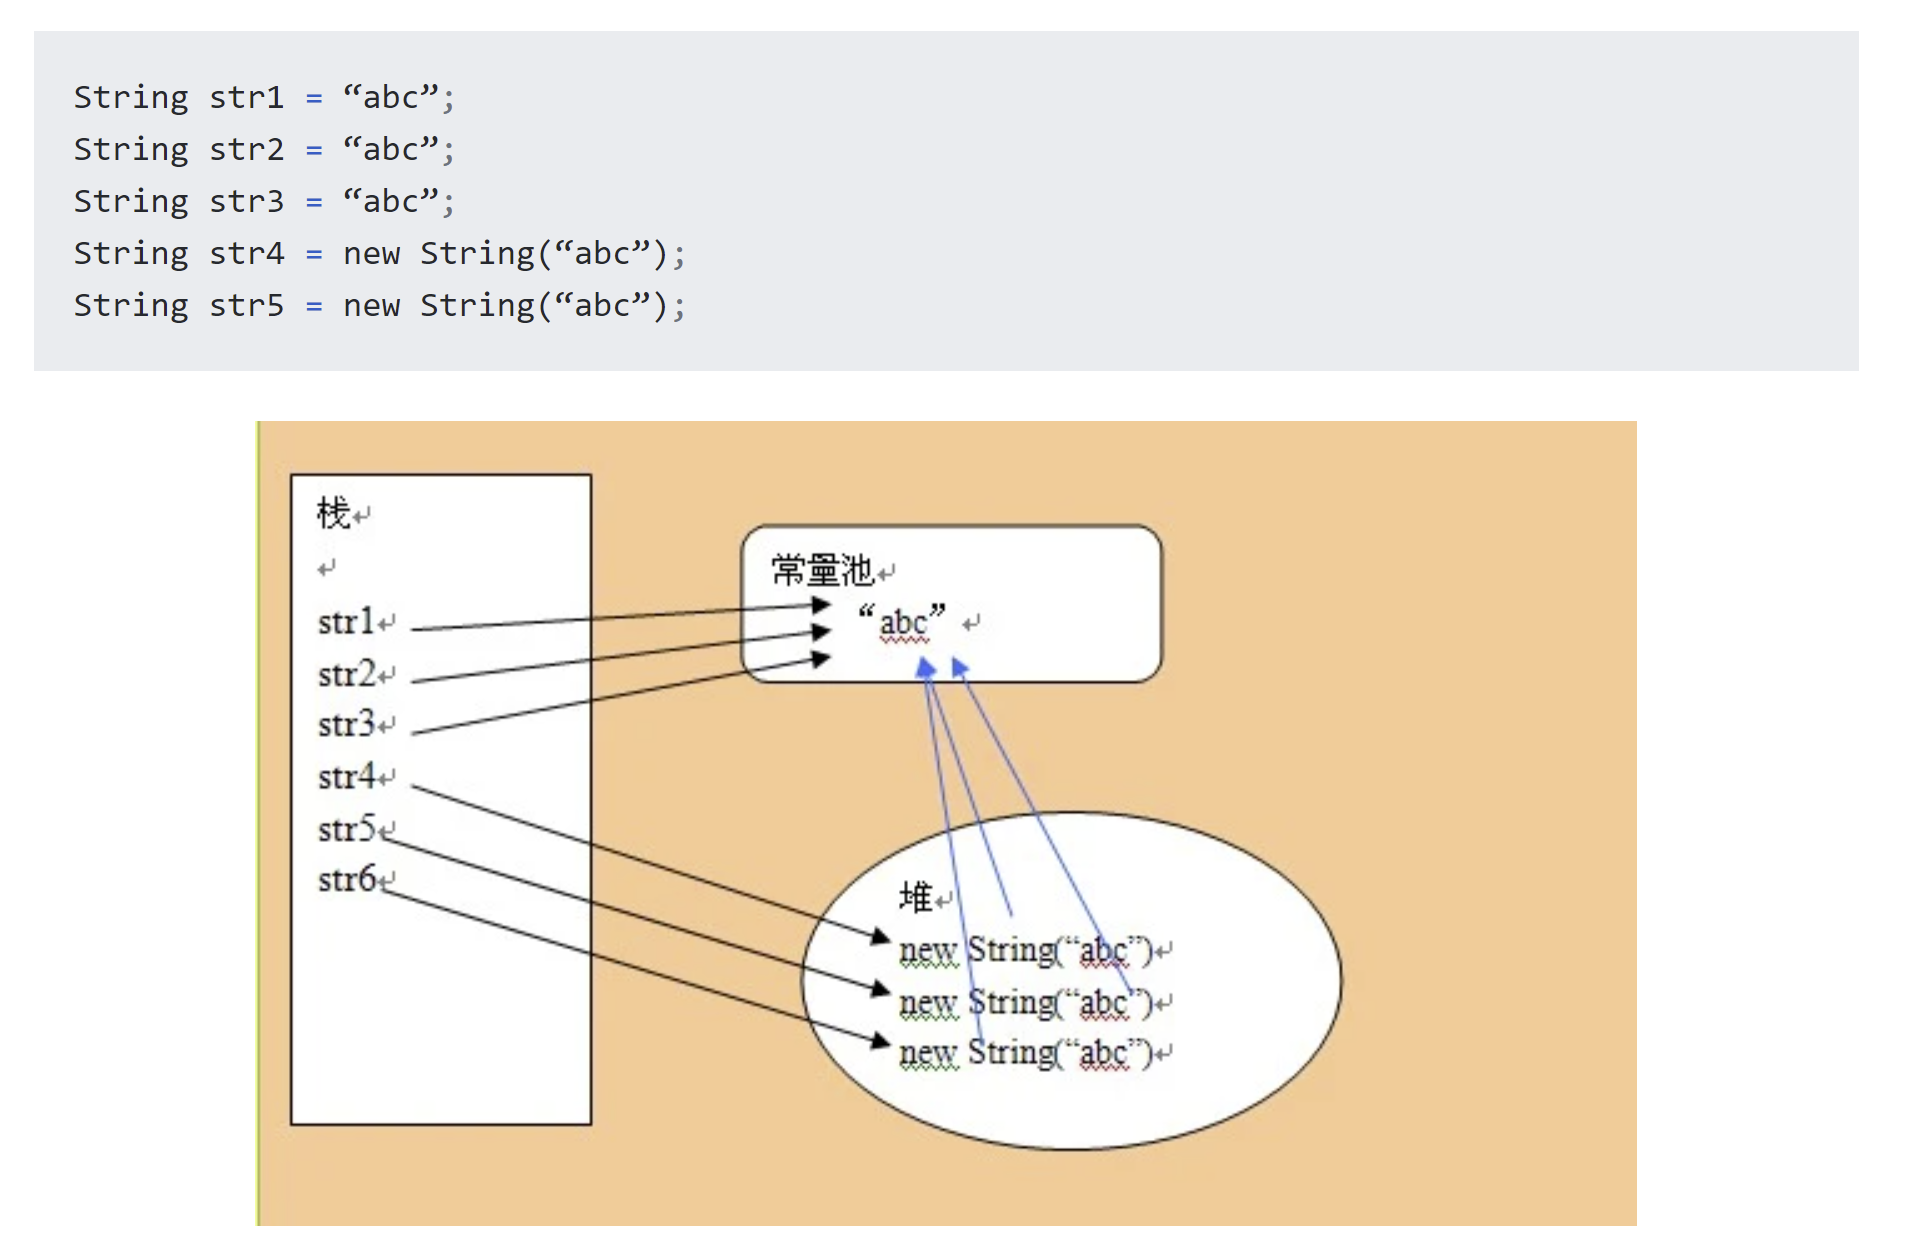 String str1 = “abc”;
String str2 = “abc”;
String str3 = “abc”;
String str4 = new String(“abc”);
String str5 = new String(“abc”);
栈↵
↵
str1↵
str2↵
str3↵
str4↵
str5↵
str6↵
常量池↵
“abc” ↵
堆↵
new String(“abc”)↵
new String(“abc”)↵
new String(“abc”)↵